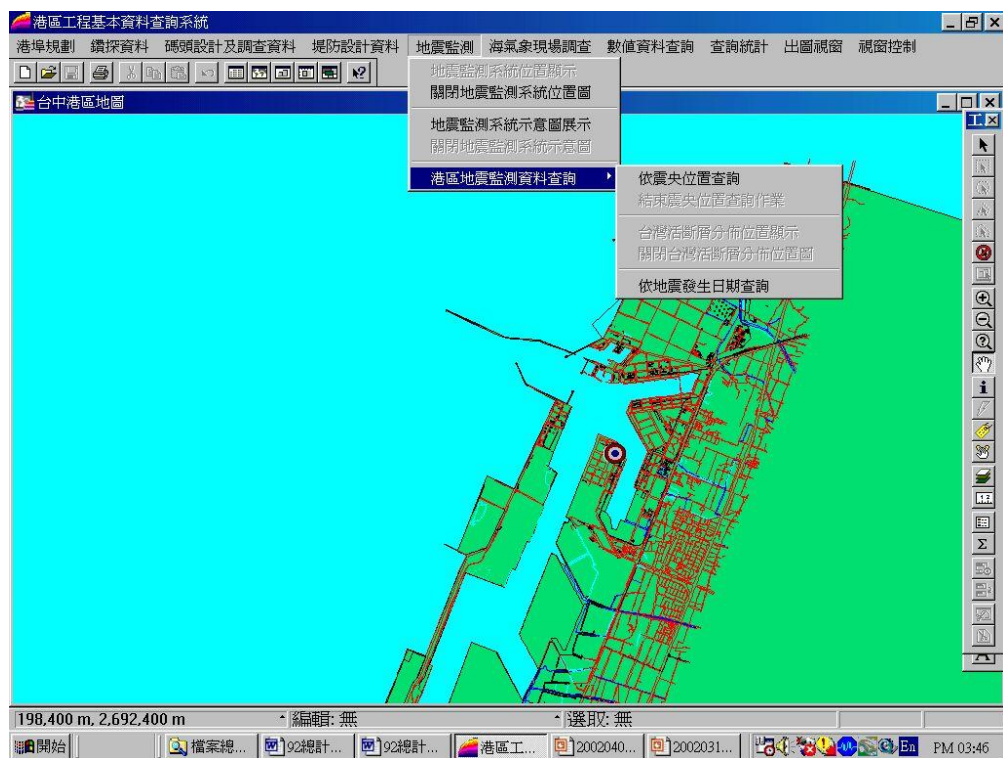 港區工程基本資料查詢系統
港埠規劃 鑽探資料 碼頭設計及調查資料 堤防設計資料 地震監測 海氣象現場調查 數值資料查詢 查詢統計 出圖視窗 視窗控制
地震監測系統位置顯示
關閉地震監測系統位置圖
地震監測系統示意圖展示
關閉地震監測系統示意圖
港區地震監測資料查詢
依震央位置查詢
結束震央位置查詢作業
台灣活斷層分佈位置顯示
關閉台灣活斷層分佈位置圖
依地震發生日期查詢
台中港區地圖
工
198,400 m, 2,692,400 m 編輯: 無 選取: 無
開始 檔案總... 92總計... 92總計... 港區工... 2002040... 2002031... En PM 03:46